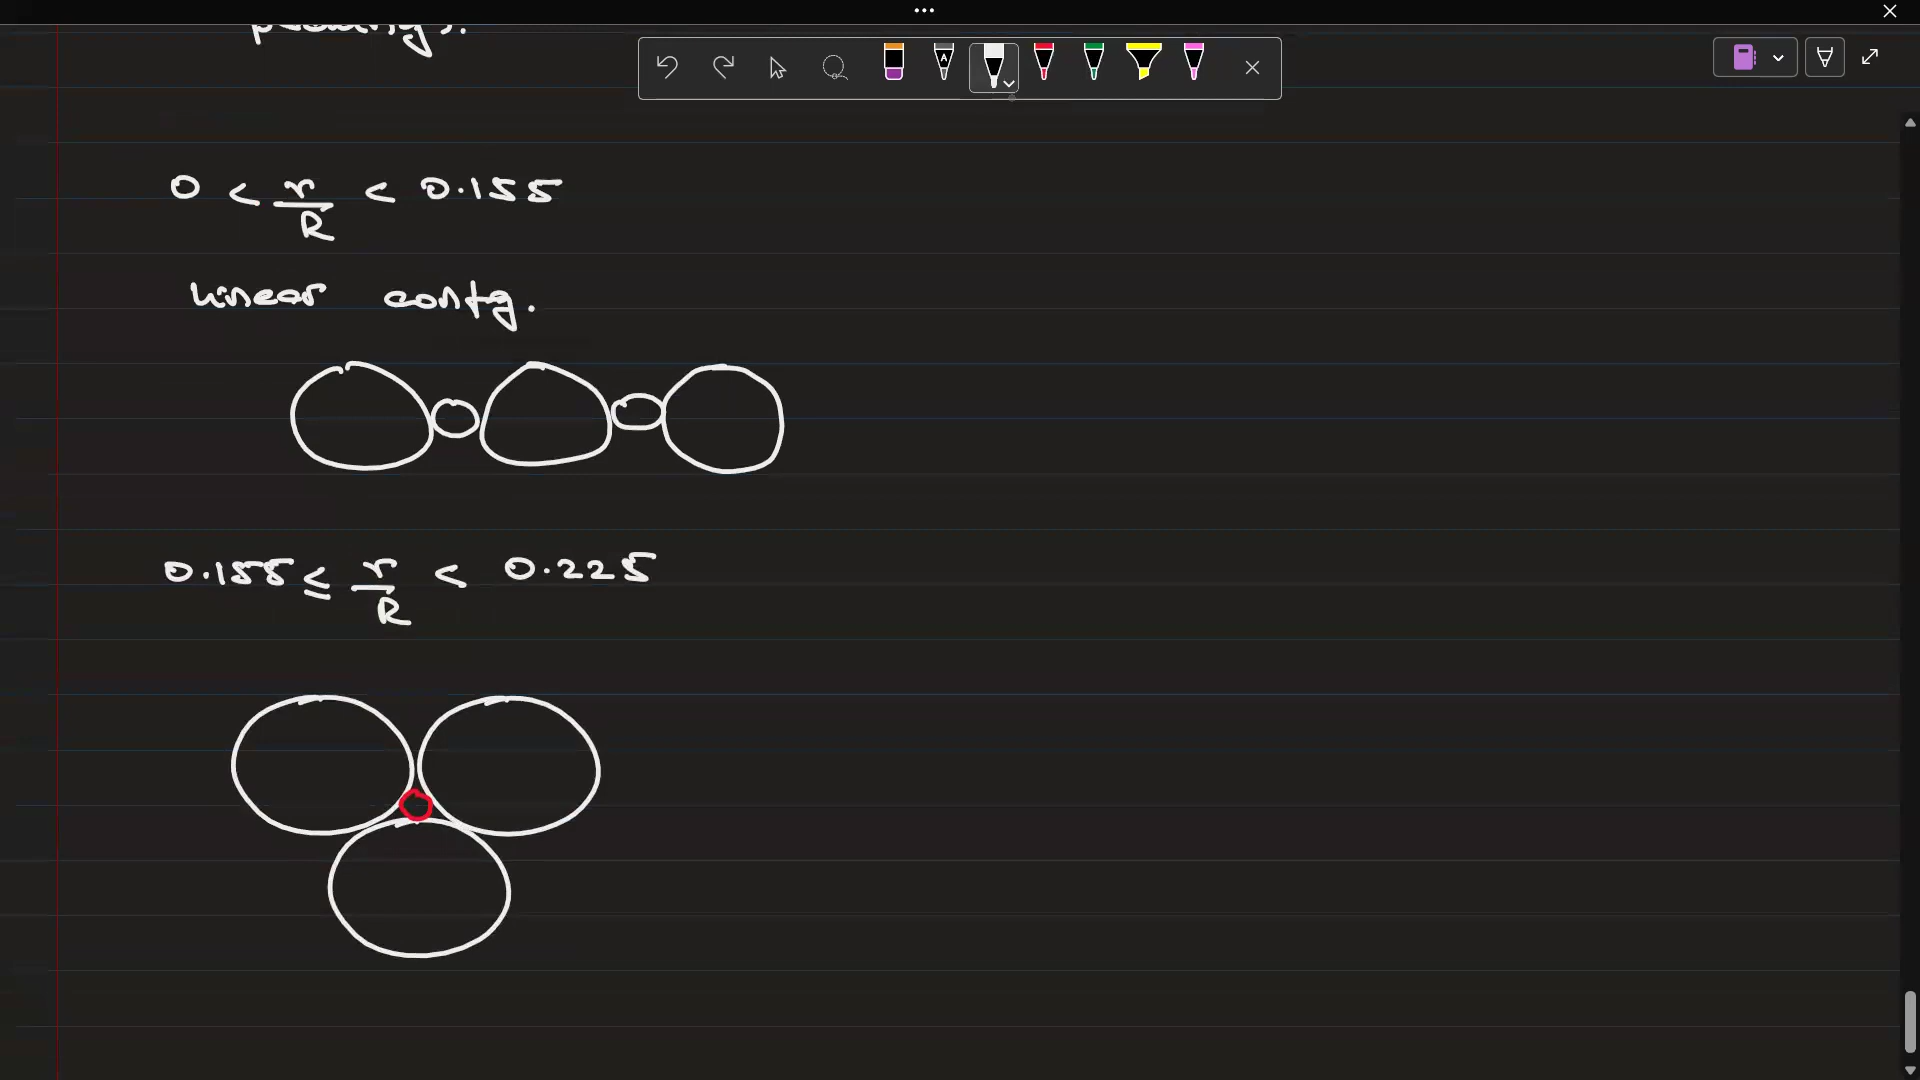 0 < r/R < 0.155
linear config.
0.155 ≤ r/R < 0.225